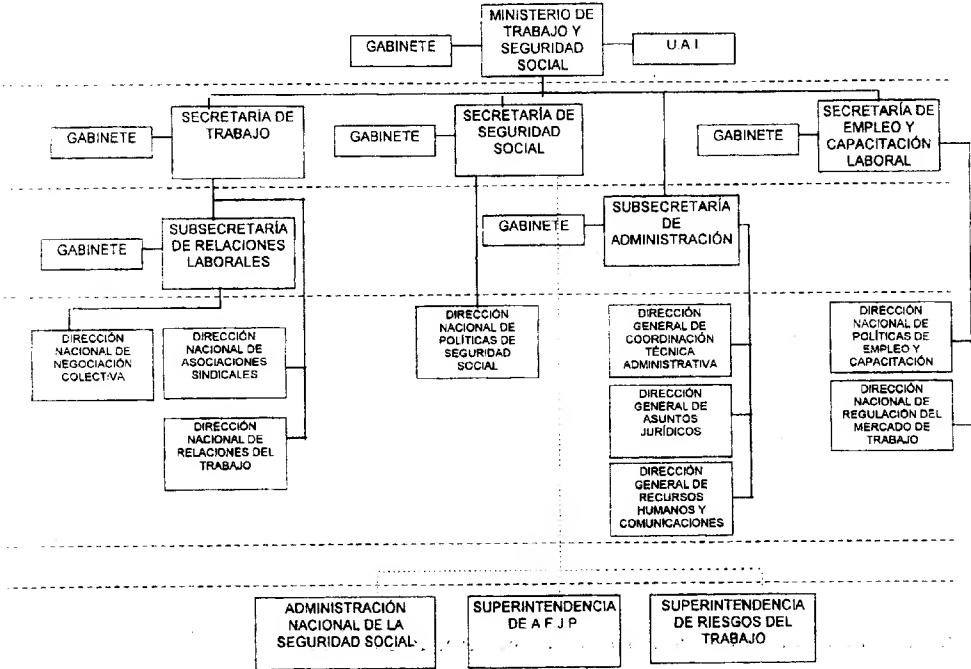 MINISTERIO DE
TRABAJO Y
SEGURIDAD
SOCIAL
GABINETE
U.A.I.
SECRETARÍA DE
TRABAJO
GABINETE
SECRETARÍA DE
SEGURIDAD
SOCIAL
GABINETE
SECRETARÍA DE
EMPLEO Y
CAPACITACIÓN
LABORAL
GABINETE
SUBSECRETARÍA
DE RELACIONES
LABORALES
GABINETE
SUBSECRETARÍA
DE
ADMINISTRACIÓN
GABINETE
DIRECCIÓN
NACIONAL DE
NEGOCIACIÓN
COLECTIVA
DIRECCIÓN
NACIONAL DE
ASOCIACIONES
SINDICALES
DIRECCIÓN
NACIONAL DE
POLÍTICAS DE
SEGURIDAD
SOCIAL
DIRECCIÓN
GENERAL DE
COORDINACIÓN
TÉCNICA
ADMINISTRATIVA
DIRECCIÓN
NACIONAL DE
POLÍTICAS DE
EMPLEO Y
CAPACITACIÓN
DIRECCIÓN
NACIONAL DE
RELACIONES DEL
TRABAJO
DIRECCIÓN
GENERAL DE
ASUNTOS
JURÍDICOS
DIRECCIÓN
NACIONAL DE
REGULACIÓN DEL
MERCADO DE
TRABAJO
DIRECCIÓN
GENERAL DE
RECURSOS
HUMANOS Y
COMUNICACIONES
ADMINISTRACIÓN
NACIONAL DE LA
SEGURIDAD SOCIAL
SUPERINTENDENCIA
DE A F J P
SUPERINTENDENCIA
DE RIESGOS DEL
TRABAJO